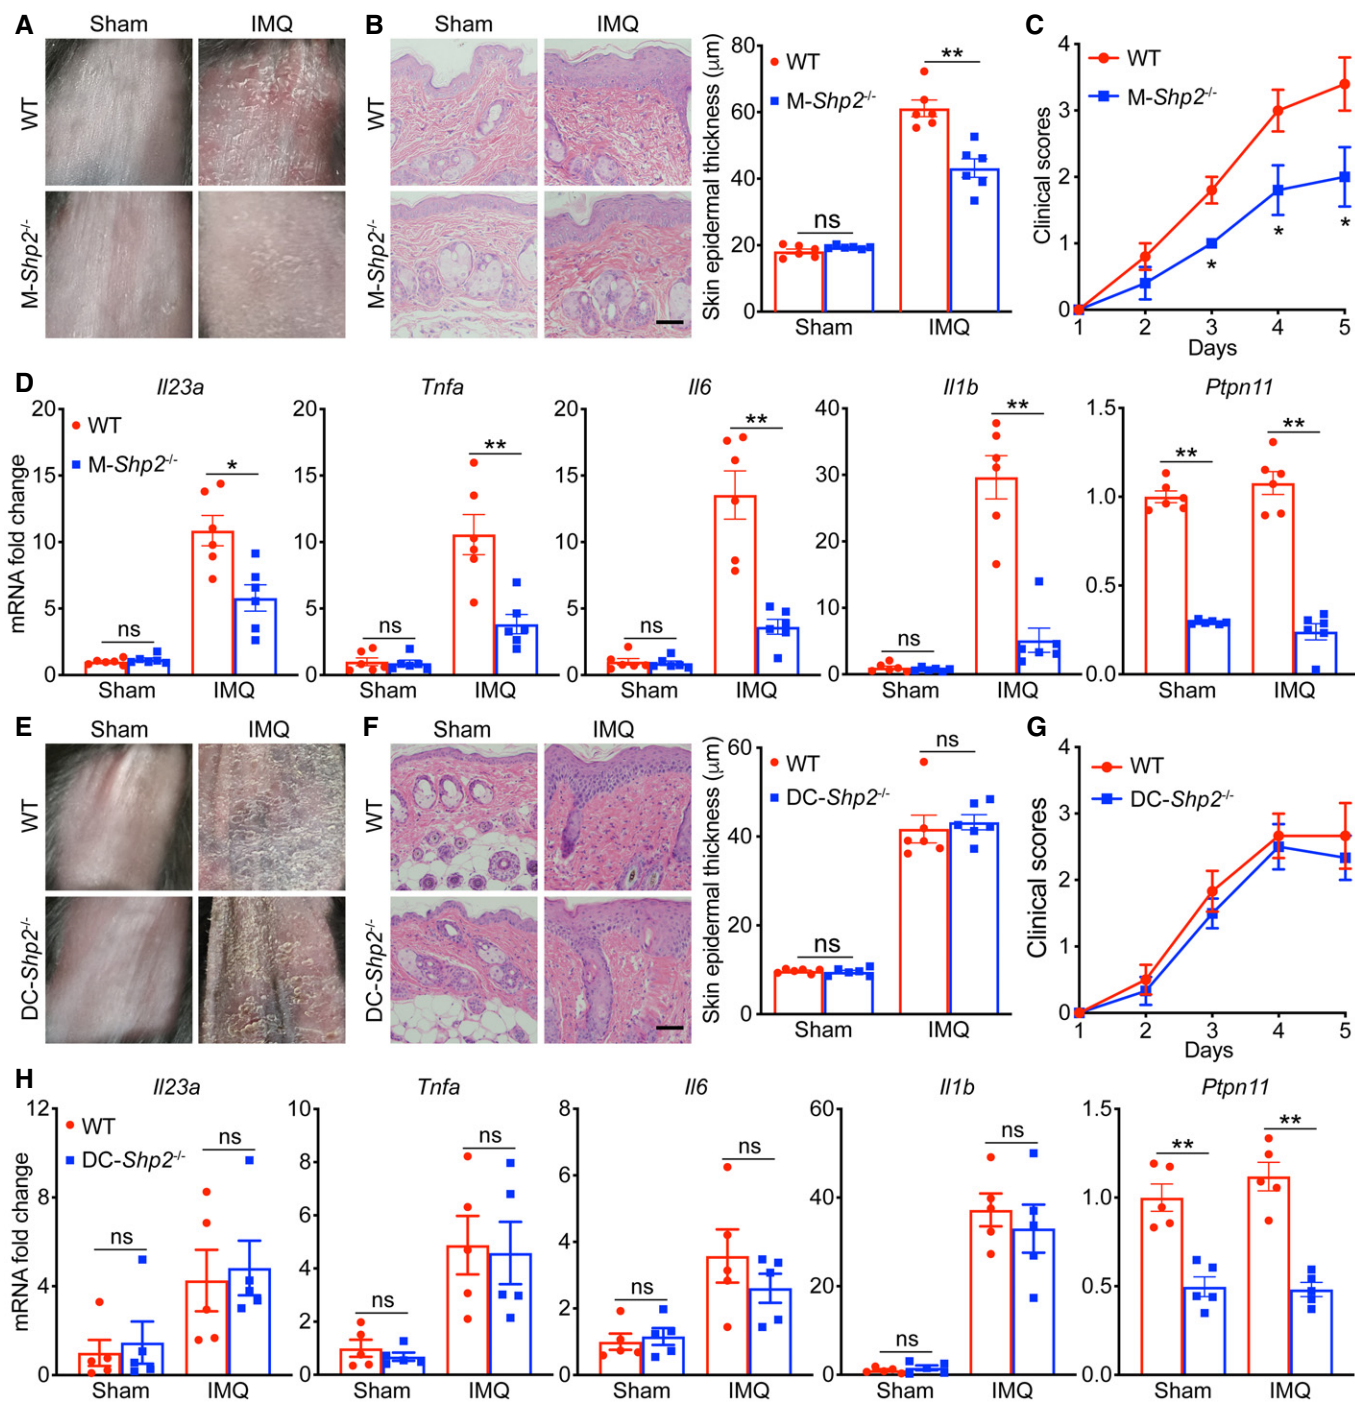 A
Sham
IMQ
WT
M-Shp2-/-
B
Sham
IMQ
WT
M-Shp2-/-
Skin epidermal thickness (μm)
80
60
40
20
0
WT
M-Shp2-/-
ns
**
Sham
IMQ
C
Clinical scores
4
3
2
1
0
WT
M-Shp2-/-
*
*
*
1
2
3
4
5
Days
D
mRNA fold change
Il23a
20
15
10
5
0
WT
M-Shp2-/-
ns
*
Sham
IMQ
Tnfa
20
15
10
5
0
ns
**
Sham
IMQ
Il6
20
15
10
5
0
ns
**
Sham
IMQ
Il1b
40
30
20
10
0
ns
**
Sham
IMQ
Ptpn11
1.5
1.0
0.5
0.0
**
**
Sham
IMQ
E
Sham
IMQ
WT
DC-Shp2-/-
F
Sham
IMQ
WT
DC-Shp2-/-
Skin epidermal thickness (μm)
60
40
20
0
WT
DC-Shp2-/-
ns
ns
Sham
IMQ
G
Clinical scores
4
3
2
1
0
WT
DC-Shp2-/-
1
2
3
4
5
Days
H
mRNA fold change
Il23a
12
8
4
0
WT
DC-Shp2-/-
ns
ns
Sham
IMQ
Tnfa
10
8
6
4
2
0
ns
ns
Sham
IMQ
Il6
8
6
4
2
0
ns
ns
Sham
IMQ
Il1b
60
40
20
0
ns
ns
Sham
IMQ
Ptpn11
1.5
1.0
0.5
0.0
**
**
Sham
IMQ